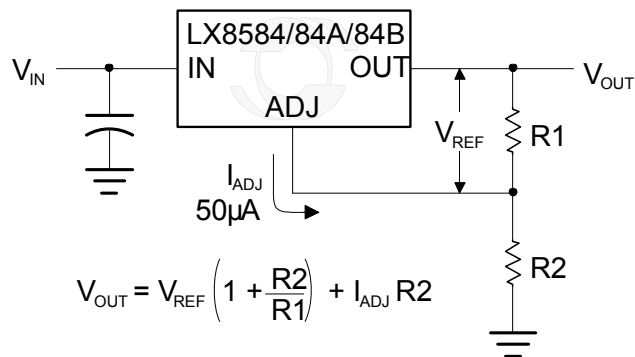 LX8584/84A/84B
V_IN IN OUT V_OUT
ADJ
V_REF R1
I_ADJ
50µA
R2
V_OUT = V_REF (1 + R2/R1) + I_ADJ R2